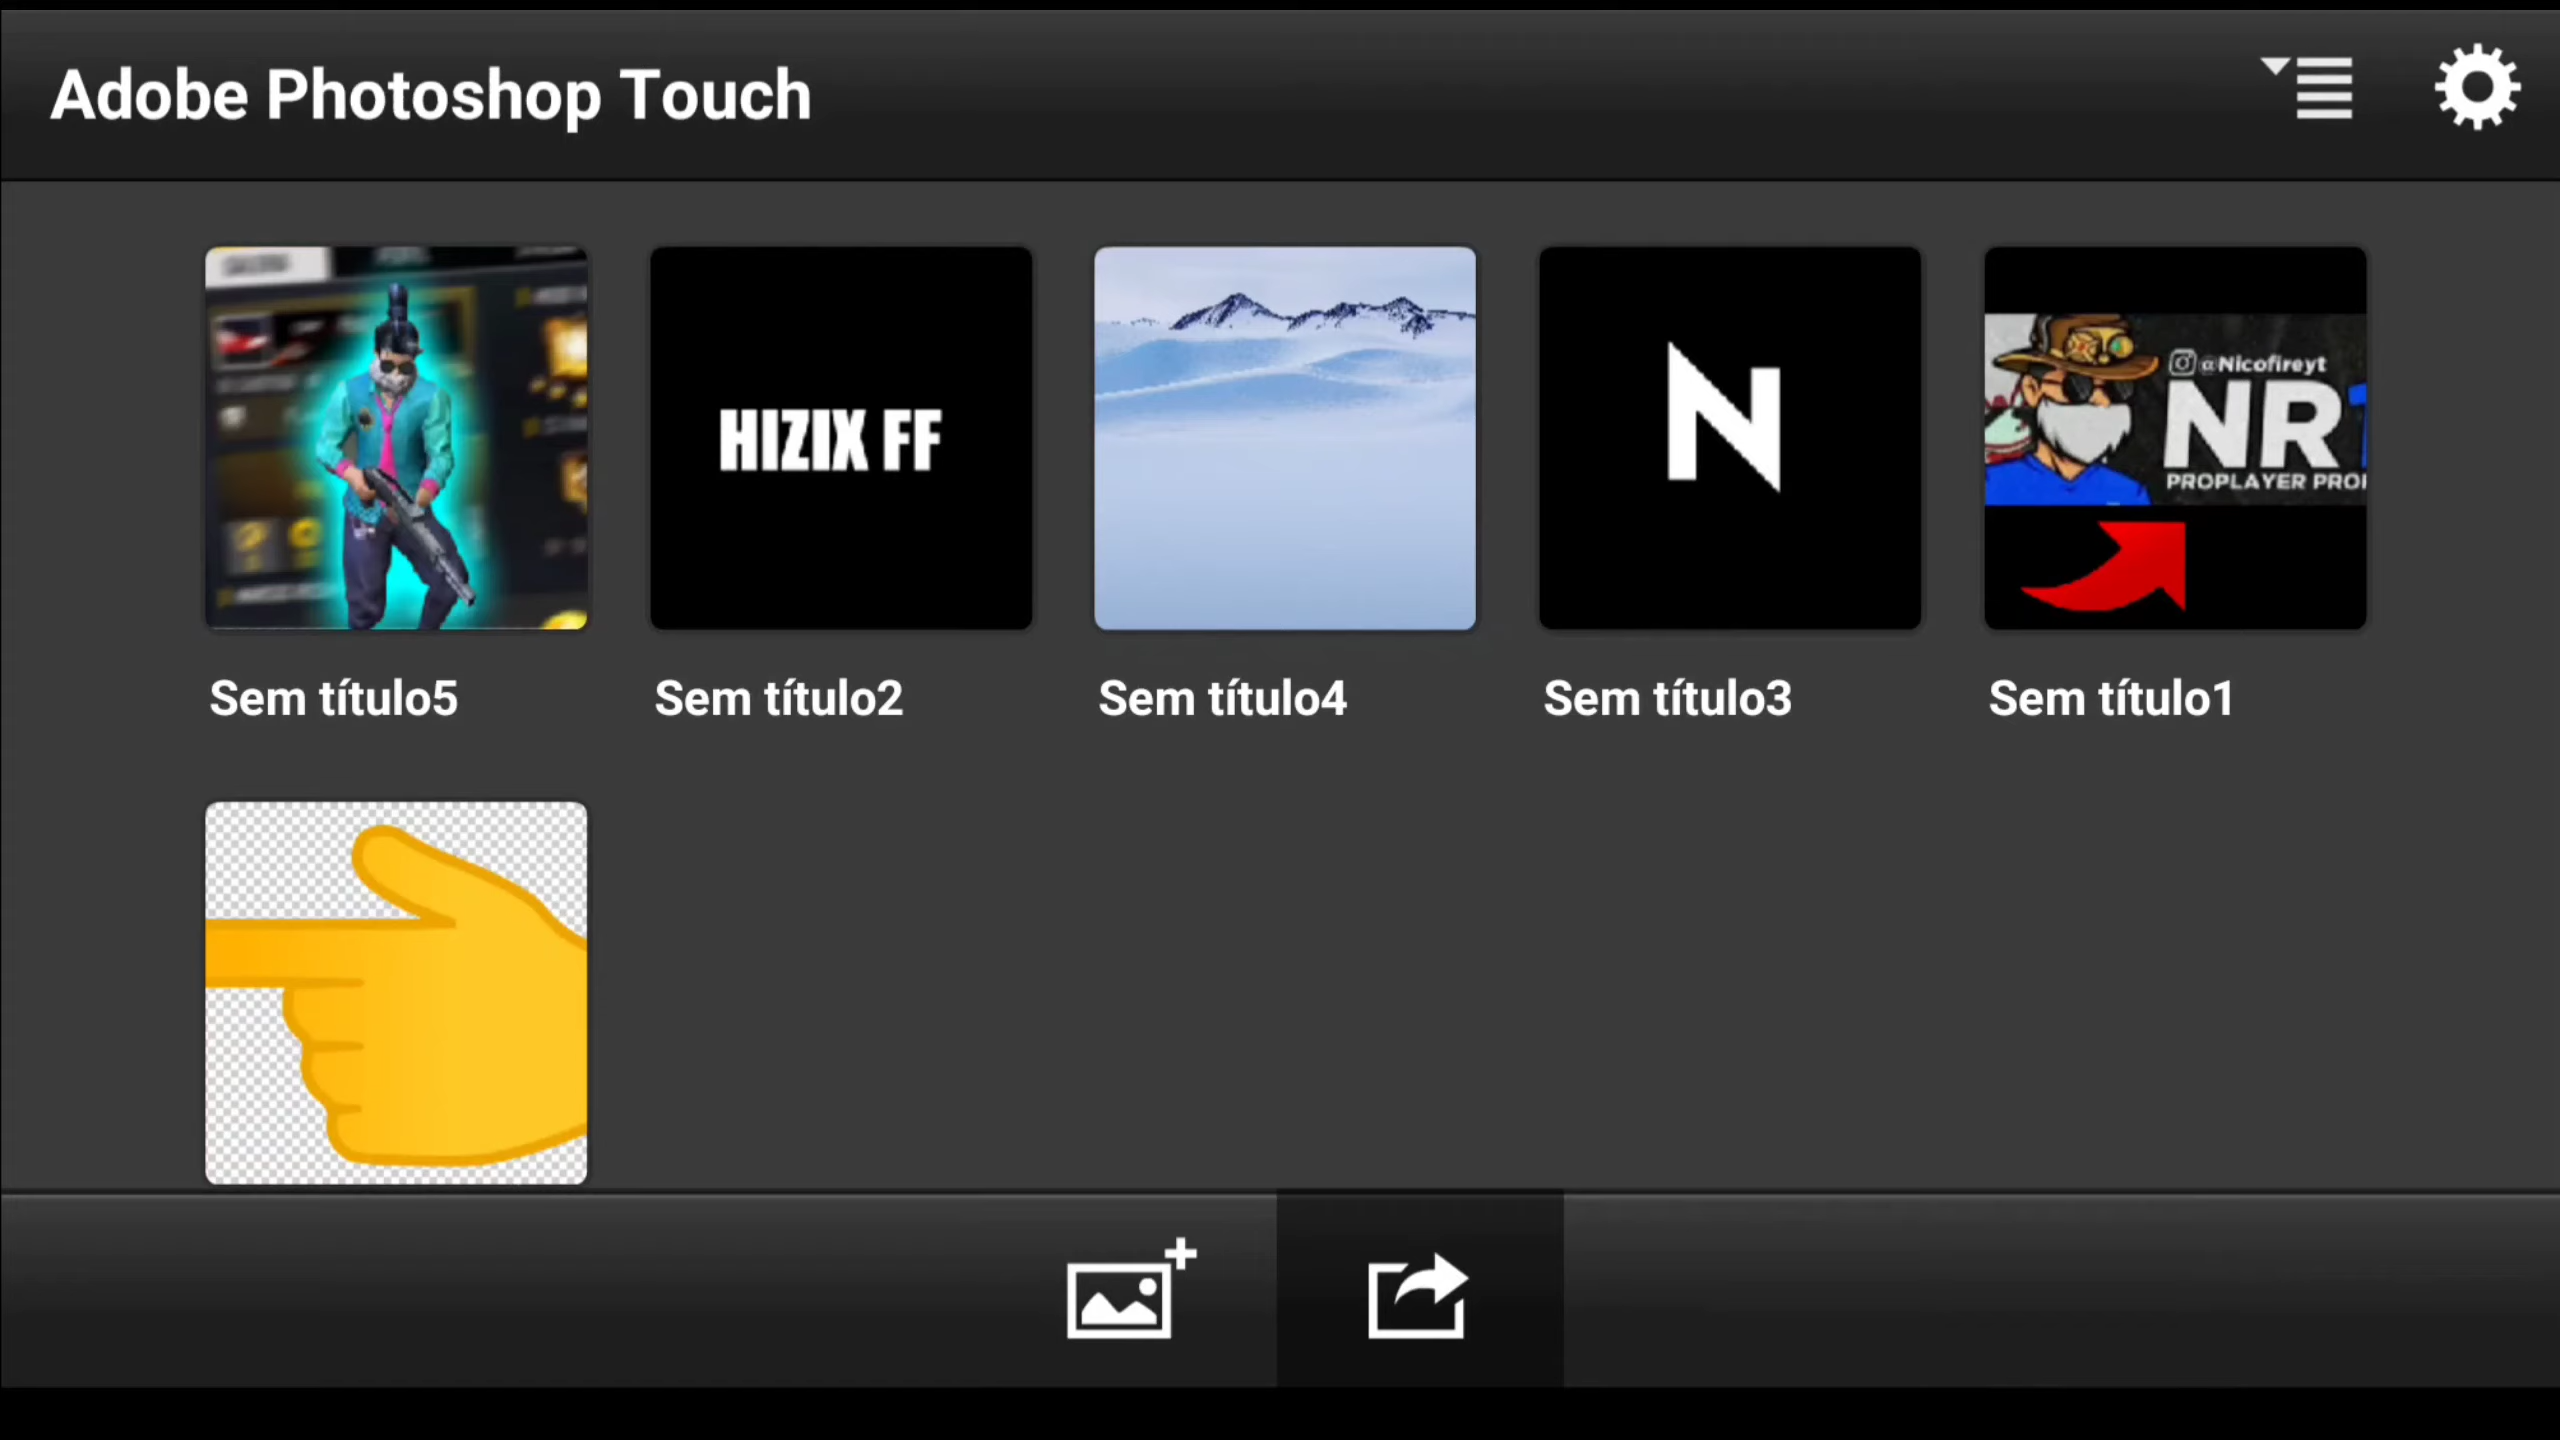 Adobe Photoshop Touch
HIZIX FF
N
@Nicofireyt
NR
PROPLAYER
Sem título5
Sem título2
Sem título4
Sem título3
Sem título1